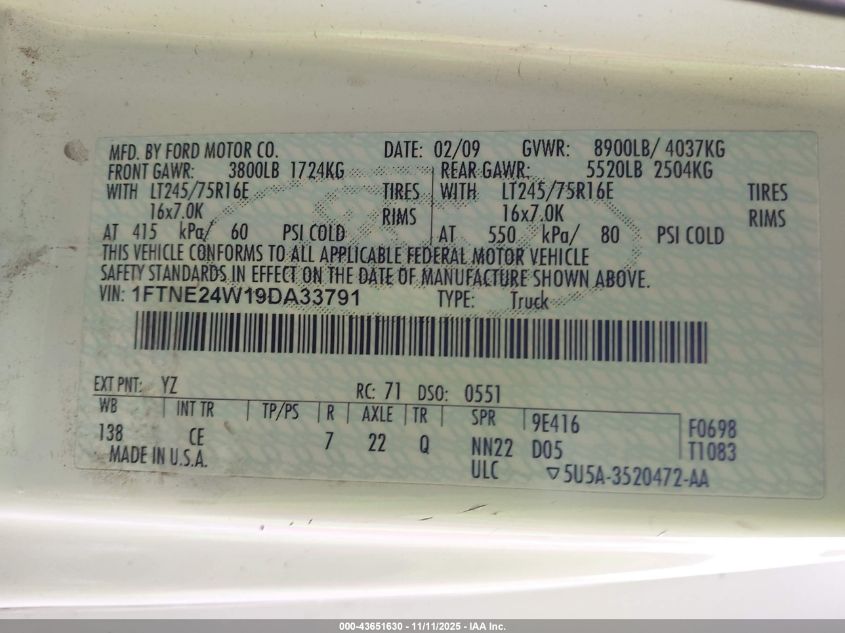 MFD. BY FORD MOTOR CO. DATE: 02/09 GVWR: 8900LB/ 4037KG
FRONT GAWR: 3800LB 1724KG REAR GAWR: 5520LB 2504KG
WITH LT245/75R16E TIRES WITH LT245/75R16E TIRES
16x7.0K RIMS 16x7.0K RIMS
AT 415 kPa/ 60 PSI COLD AT 550 kPa/ 80 PSI COLD
THIS VEHICLE CONFORMS TO ALL APPLICABLE FEDERAL MOTOR VEHICLE
SAFETY STANDARDS IN EFFECT ON THE DATE OF MANUFACTURE SHOWN ABOVE.
VIN: 1FTNE24W19DA33791 TYPE: Truck
EXT PNT: YZ RC: 71 DSO: 0551
WB INT TR TP/PS R AXLE TR SPR 9E416 F0698
138 CE 7 22 Q NN22 D05 T1083
MADE IN U.S.A. ULC ▽5U5A-3520472-AA
000-43651630 - 11/11/2025 - IAA Inc.